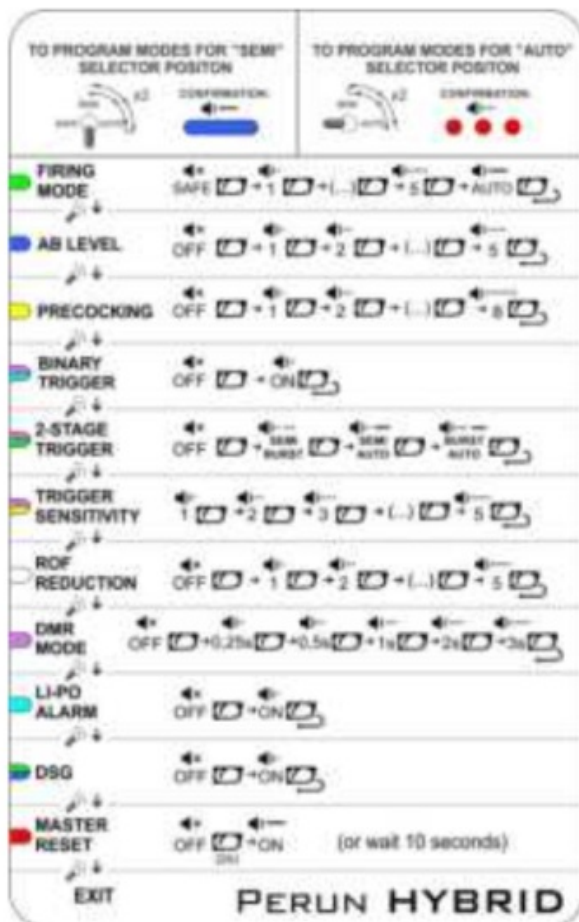 TO PROGRAM MODES FOR "SEMI"
SELECTOR POSITON
CONFIRMATION:
x2
TO PROGRAM MODES FOR "AUTO"
SELECTOR POSITON
CONFIRMATION:
x2
FIRING
MODE
SAFE 1 (...) 5 AUTO
AB LEVEL
OFF 1 2 (...) 5
PRECOCKING
OFF 1 2 (...) 8
BINARY
TRIGGER
OFF ON
2-STAGE
TRIGGER
OFF SEMI BURST SEMI AUTO BURST AUTO
TRIGGER
SENSITIVITY
1 2 3 (...) 5
ROF
REDUCTION
OFF 1 2 (...) 5
DMR
MODE
OFF 0,25s 0,5s 1s 2s 3s
LI-PO
ALARM
OFF ON
DSG
OFF ON
MASTER
RESET
OFF ON (or wait 10 seconds)
EXIT
PERUN HYBRID